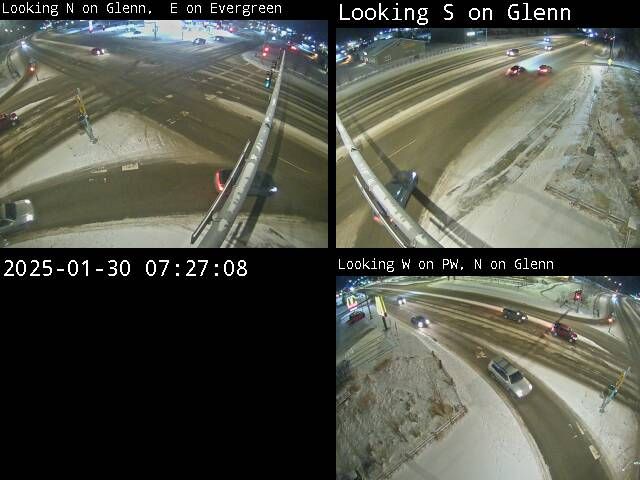 Looking N on Glenn,  E on Evergreen
Looking S on Glenn
2025-01-30 07:27:08
Looking W on PW, N on Glenn